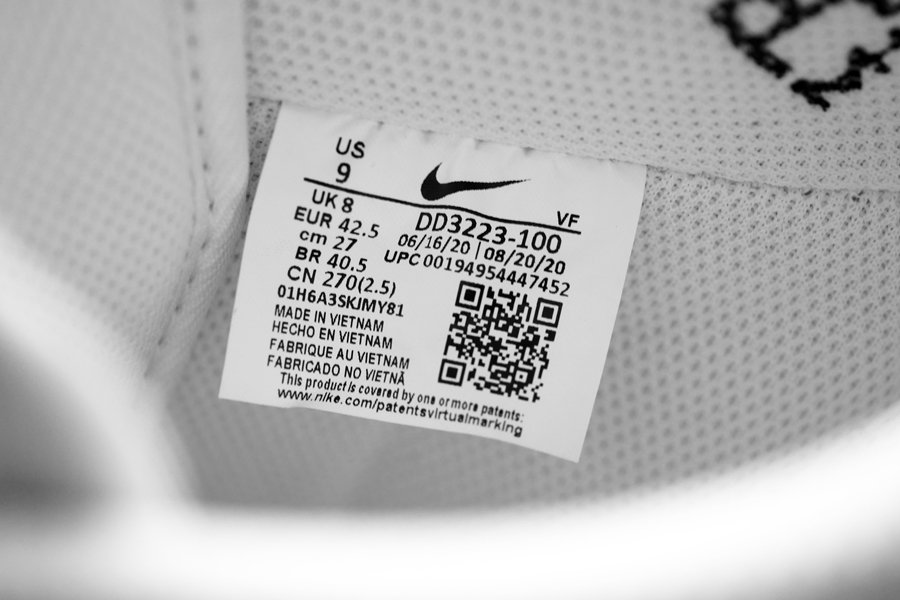 US
9
VF
UK 8
EUR 42.5
cm 27
BR 40.5
CN 270(2.5)
01H6A3SKJMY81
DD3223-100
06/16/20 | 08/20/20
UPC 00194954447452
MADE IN VIETNAM
HECHO EN VIETNAM
FABRIQUE AU VIETNAM
FABRICADO NO VIETNÃ
This product is covered by one or more patents:
www.nike.com/patentsvirtualmarking